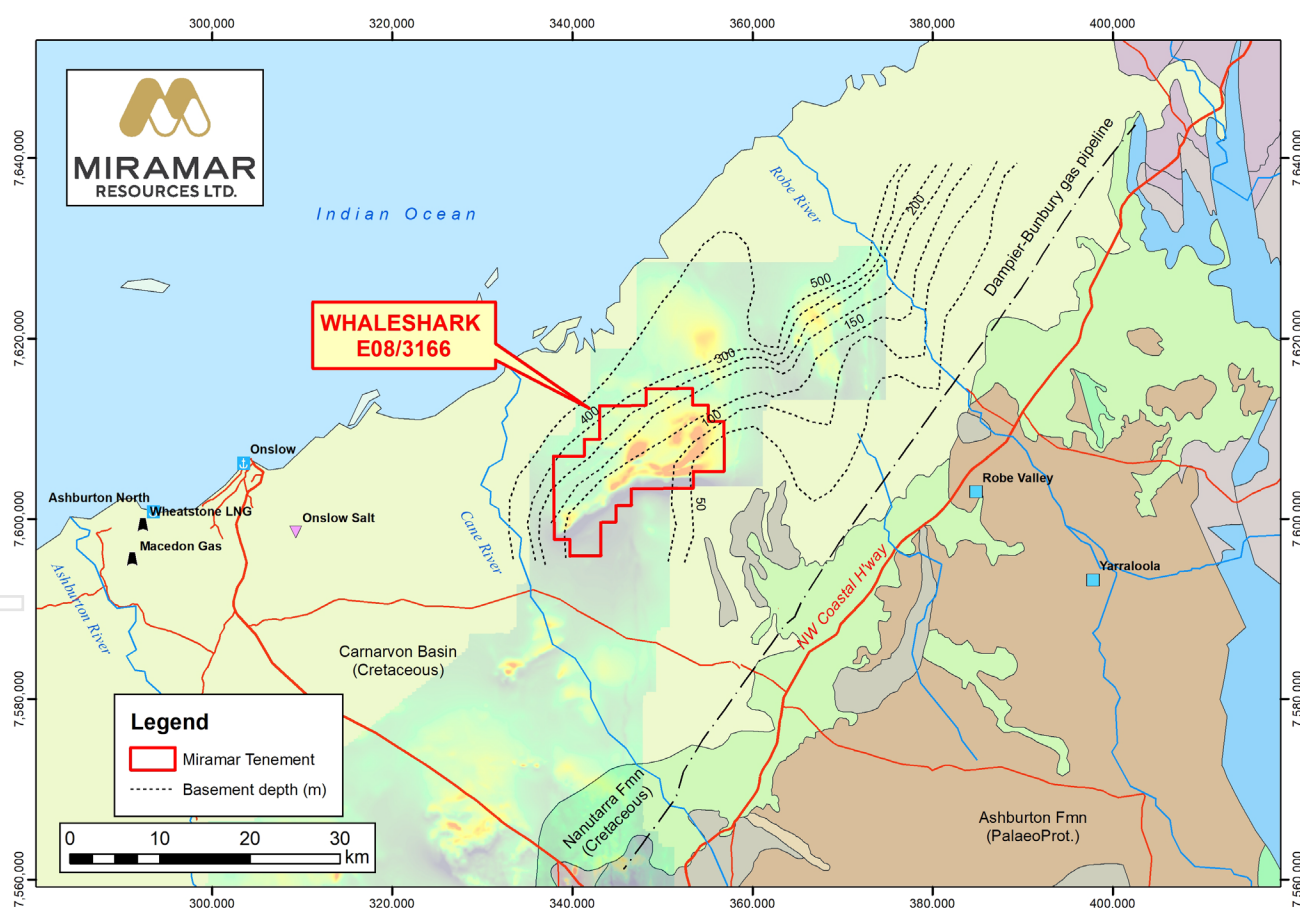 300,000
320,000
340,000
360,000
380,000
400,000
7,640,000
7,620,000
7,600,000
7,580,000
7,560,000
MIRAMAR
RESOURCES LTD.
Indian Ocean
Robe River
Dampier-Bunbury gas pipeline
200
500
150
300
400
100
50
WHALESHARK
E08/3166
Onslow
Ashburton North
Wheatstone LNG
Onslow Salt
Macedon Gas
Ashburton River
Cane River
Robe Valley
Yarraloola
NW Coastal H'way
Carnarvon Basin
(Cretaceous)
Nanutarra Fmn
(Cretaceous)
Ashburton Fmn
(PalaeoProt.)
Legend
Miramar Tenement
Basement depth (m)
0 10 20 30
km
7,640,000
7,620,000
7,600,000
7,580,000
7,560,000
300,000
320,000
340,000
360,000
380,000
400,000